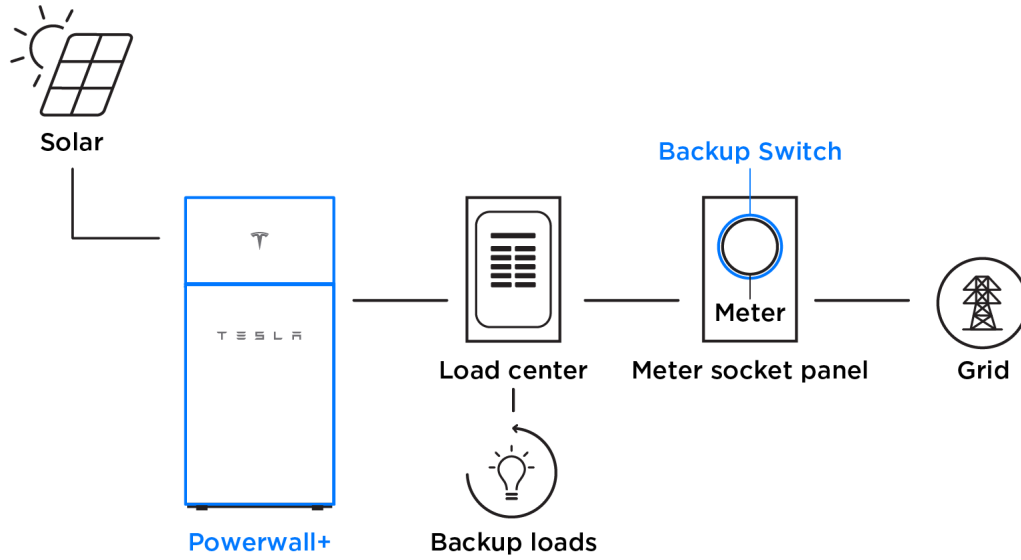 Solar
Backup Switch
TESLA
Meter
Load center
Meter socket panel
Grid
Powerwall+
Backup loads